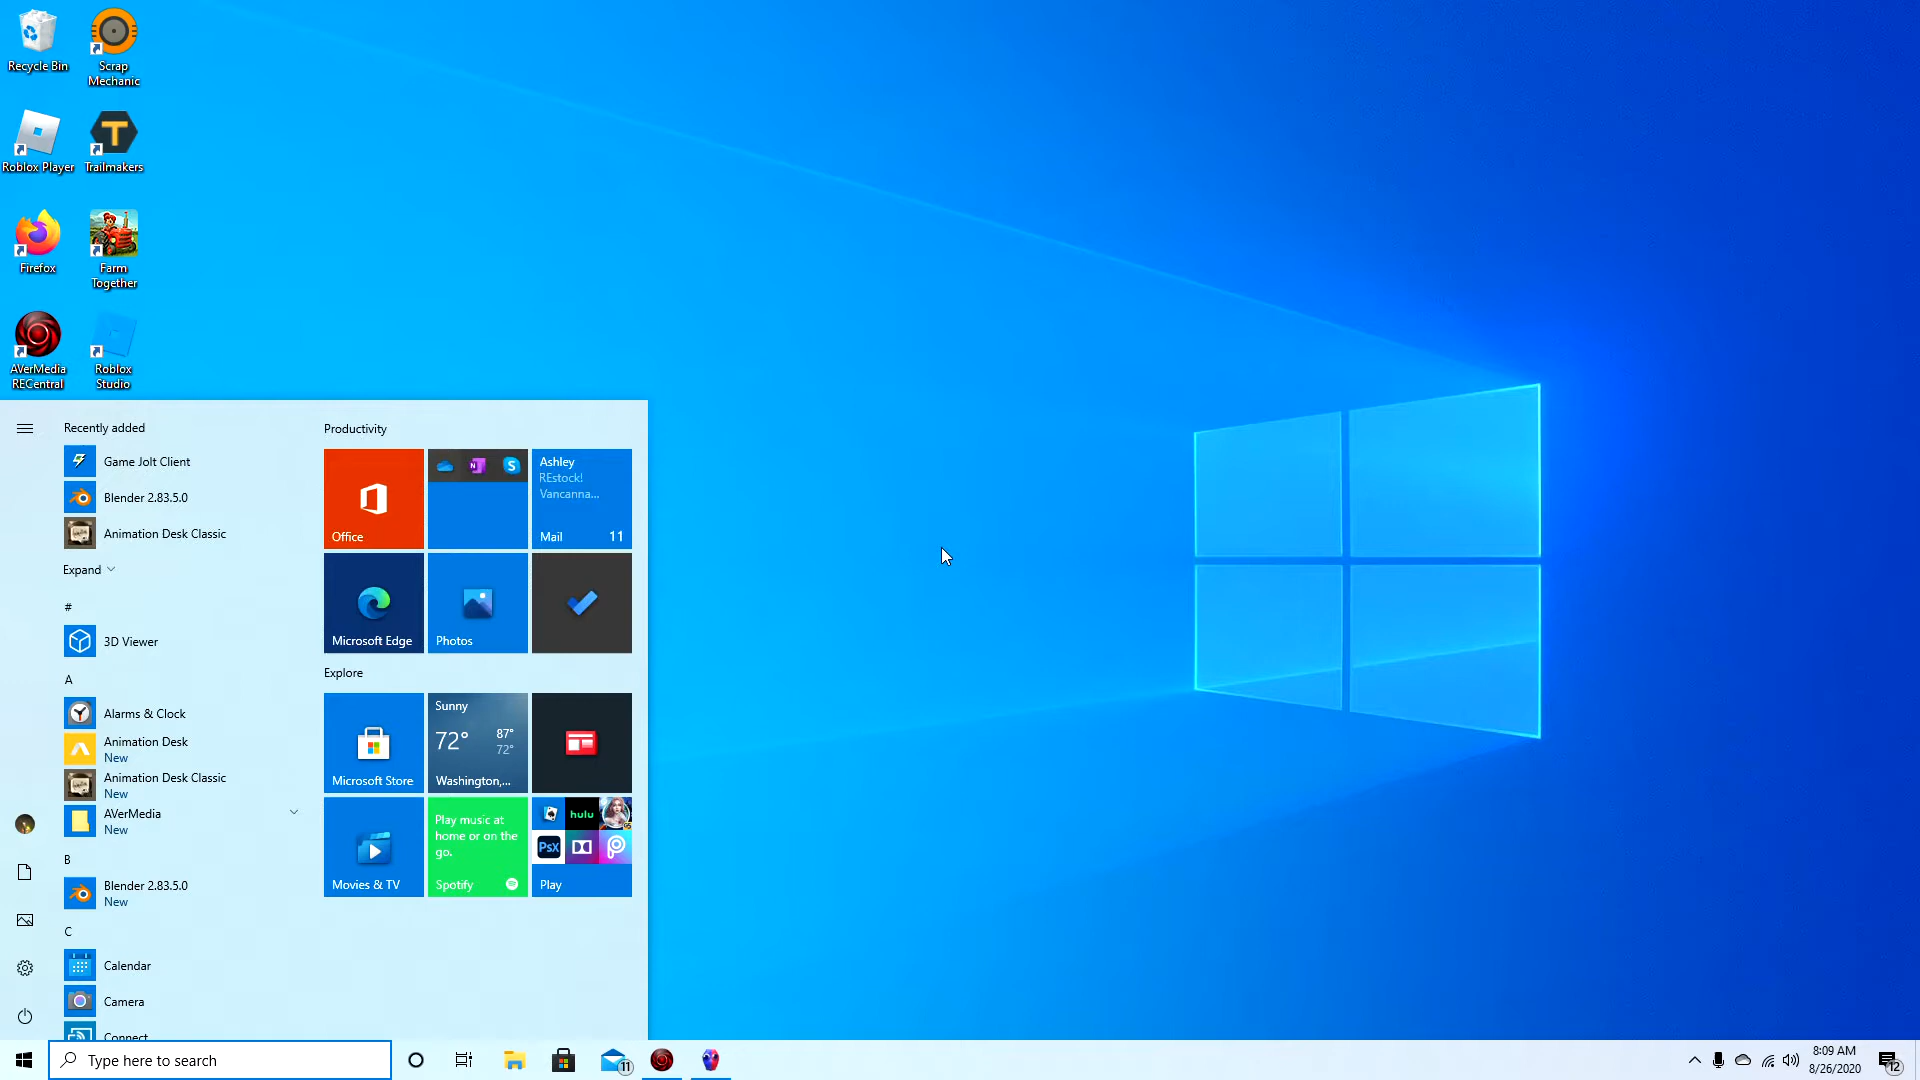 Recycle Bin
Scrap
Mechanic
Roblox Player
T
Trailmakers
Firefox
Farm
Together
AVerMedia
RECentral
Roblox
Studio
Recently added
Game Jolt Client
Blender 2.83.5.0
Animation Desk Classic
Expand
#
3D Viewer
A
Alarms & Clock
Animation Desk
New
Animation Desk Classic
New
AVerMedia
New
B
Blender 2.83.5.0
New
C
Calendar
Camera
Connect
Productivity
Office
N
S
Ashley
REstock!
Vancanna...
Mail 11
Microsoft Edge
Photos
Explore
Microsoft Store
Sunny
72° 87°
72°
Washington,...
Movies & TV
Play music at
home or on the
go.
Spotify
hulu
PsX
Play
Type here to search
11
8:09 AM
8/26/2020
12